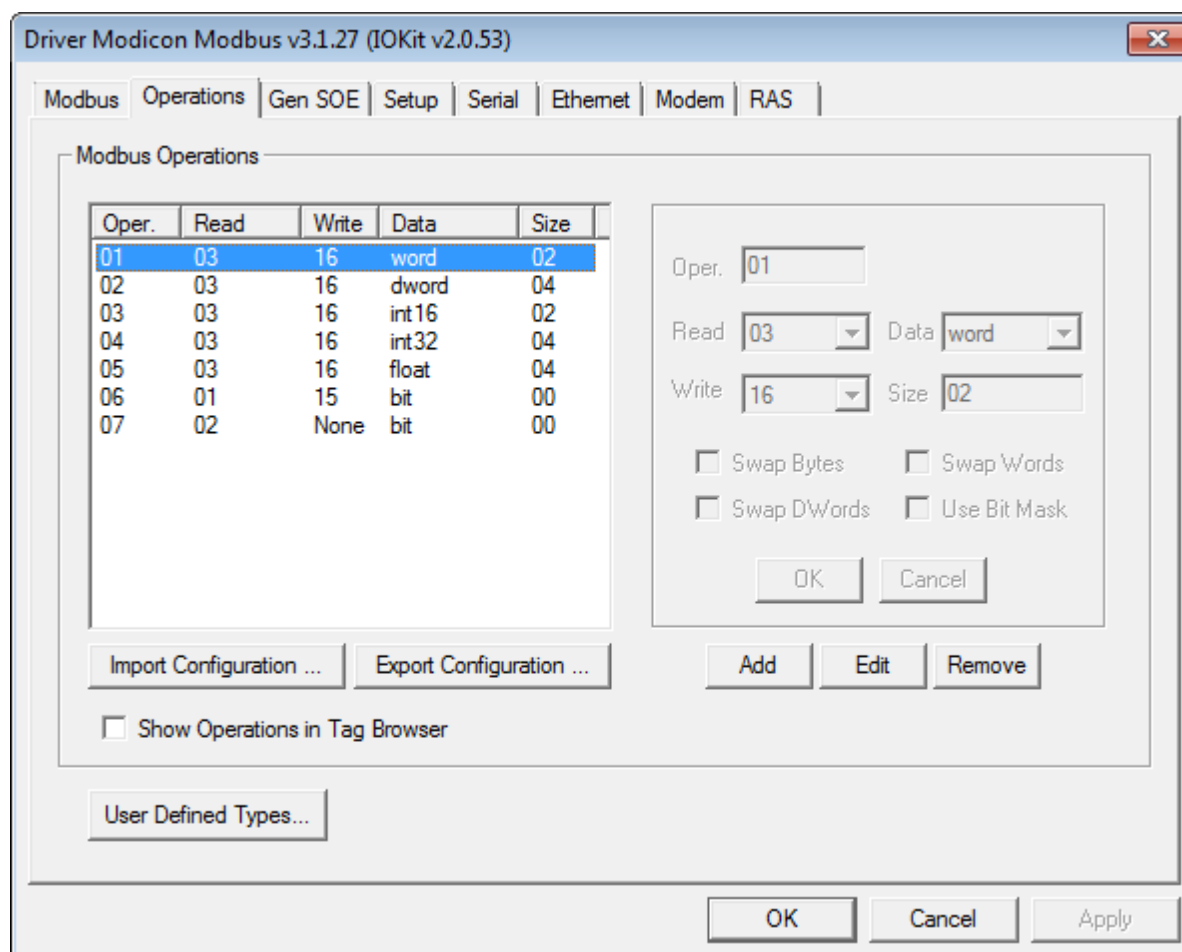 Driver Modicon Modbus v3.1.27 (IOKit v2.0.53)
Modbus Operations Gen SOE Setup Serial Ethernet Modem RAS
Modbus Operations
Oper. Read Write Data Size
01 03 16 word 02
02 03 16 dword 04
03 03 16 int16 02
04 03 16 int32 04
05 03 16 float 04
06 01 15 bit 00
07 02 None bit 00
Oper. 01
Read 03 Data word
Write 16 Size 02
Swap Bytes Swap Words
Swap DWords Use Bit Mask
OK Cancel
Import Configuration ... Export Configuration ... Add Edit Remove
Show Operations in Tag Browser
User Defined Types...
OK Cancel Apply